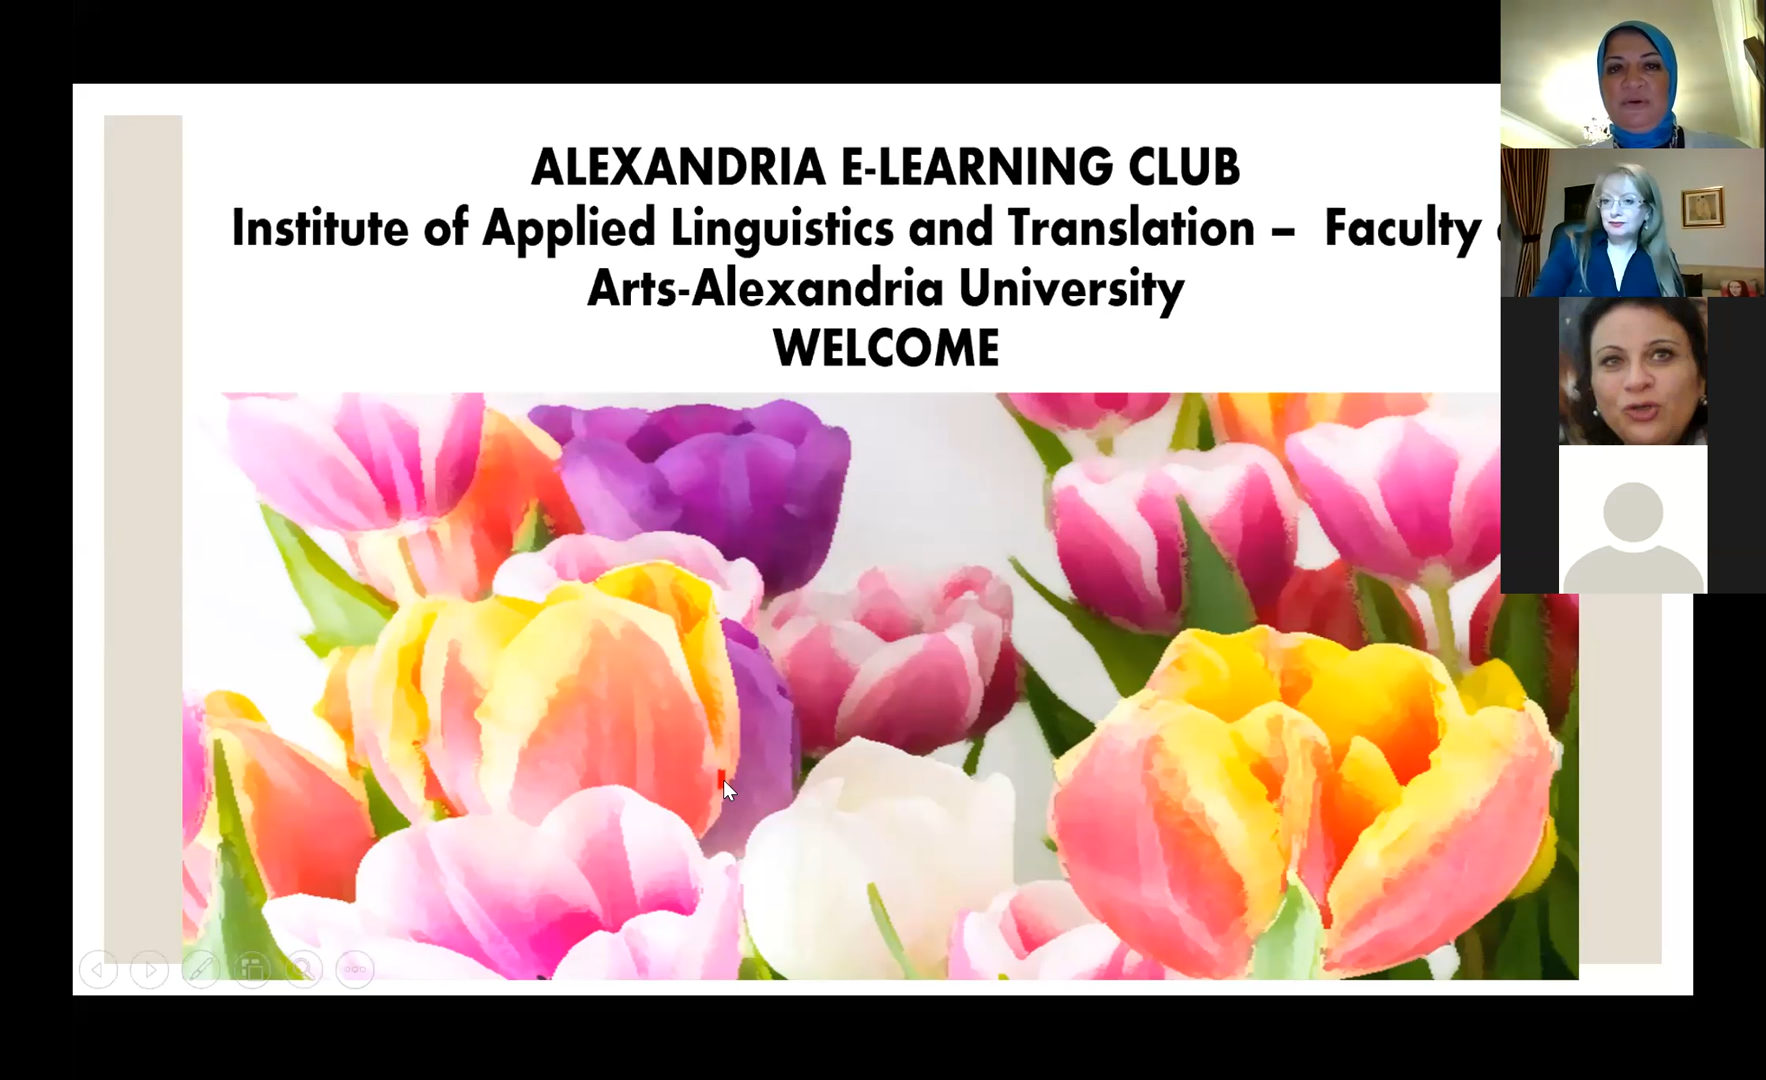 ALEXANDRIA E-LEARNING CLUB
Institute of Applied Linguistics and Translation – Faculty
Arts-Alexandria University
WELCOME